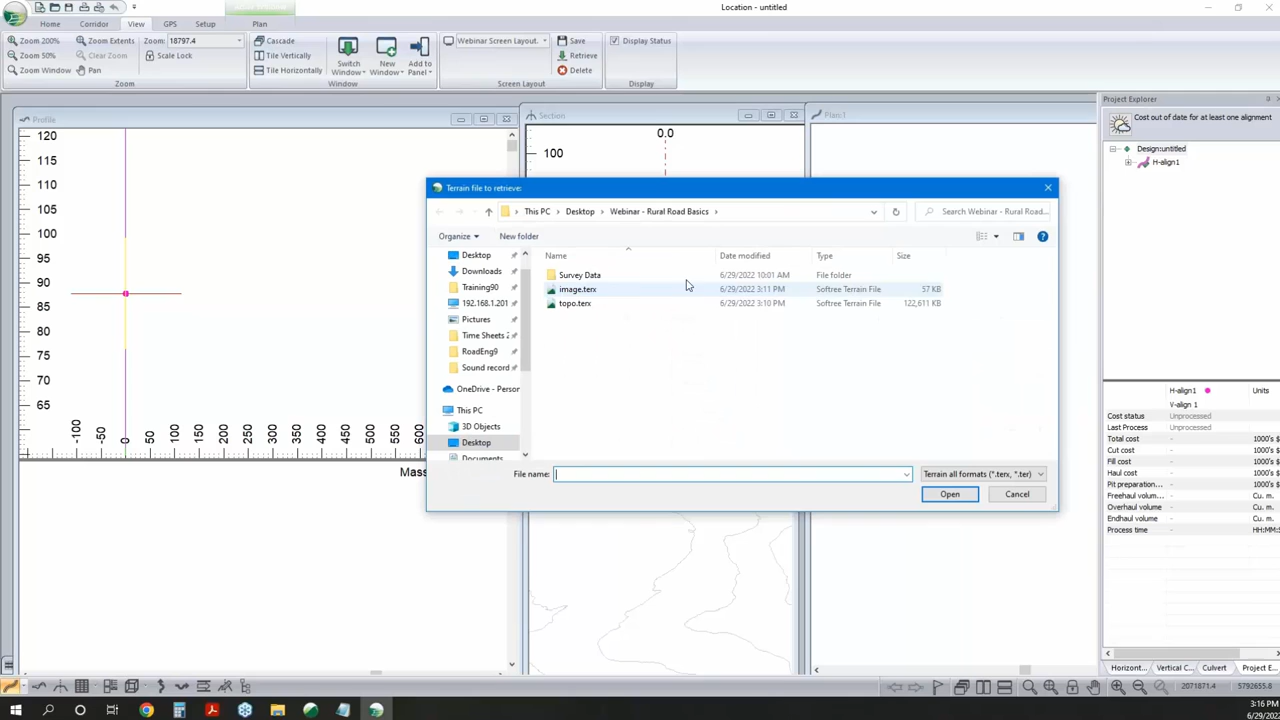 Location - untitled
Home Corridor View GPS Setup Plan
Zoom 200% Zoom Extents Zoom: 18797.4
Zoom 50% Clear Zoom Scale Lock
Zoom Window Pan
Zoom
Cascade
Tile Vertically
Tile Horizontally
Switch Window
New Window
Add to Panel
Window
Webinar Screen Layout.
Save
Retrieve
Delete
Screen Layout
Display Status
Display
Profile
120
115
110
105
100
95
90
85
80
75
70
65
-100 -50 0 50 100 150 200 250 300 350 400 450 500 550 600
Mass
Section
0.0
100
Plan:1
Terrain file to retrieve:
This PC > Desktop > Webinar - Rural Road Basics >
Search Webinar - Rural Road...
Organize New folder
Desktop
Downloads
Training90
192.168.1.201
Pictures
Time Sheets 2
RoadEng9
Sound record
OneDrive - Person
This PC
3D Objects
Desktop
Documents
Name Date modified Type Size
Survey Data 6/29/2022 10:01 AM File folder
image.terx 6/29/2022 3:11 PM Softree Terrain File 57 KB
topo.terx 6/29/2022 3:10 PM Softree Terrain File 122,611 KB
File name:
Terrain all formats (*.terx, *.ter)
Open Cancel
Project Explorer
Cost out of date for at least one alignment
Design:untitled
H-align1
H-align1 Units
V-align 1
Cost status Unprocessed
Last Process Unprocessed
Total cost - 1000's $
Cut cost - 1000's $
Fill cost - 1000's $
Haul cost - 1000's $
Pit preparation... - 1000's $
Freehaul volum... - Cu. m.
Overhaul volume - Cu. m.
Endhaul volume - Cu. m.
Process time - HH:MM:S
Horizont... Vertical C... Culvert Project E...
2071871.4 5792655.8
3:16 PM
6/29/2022